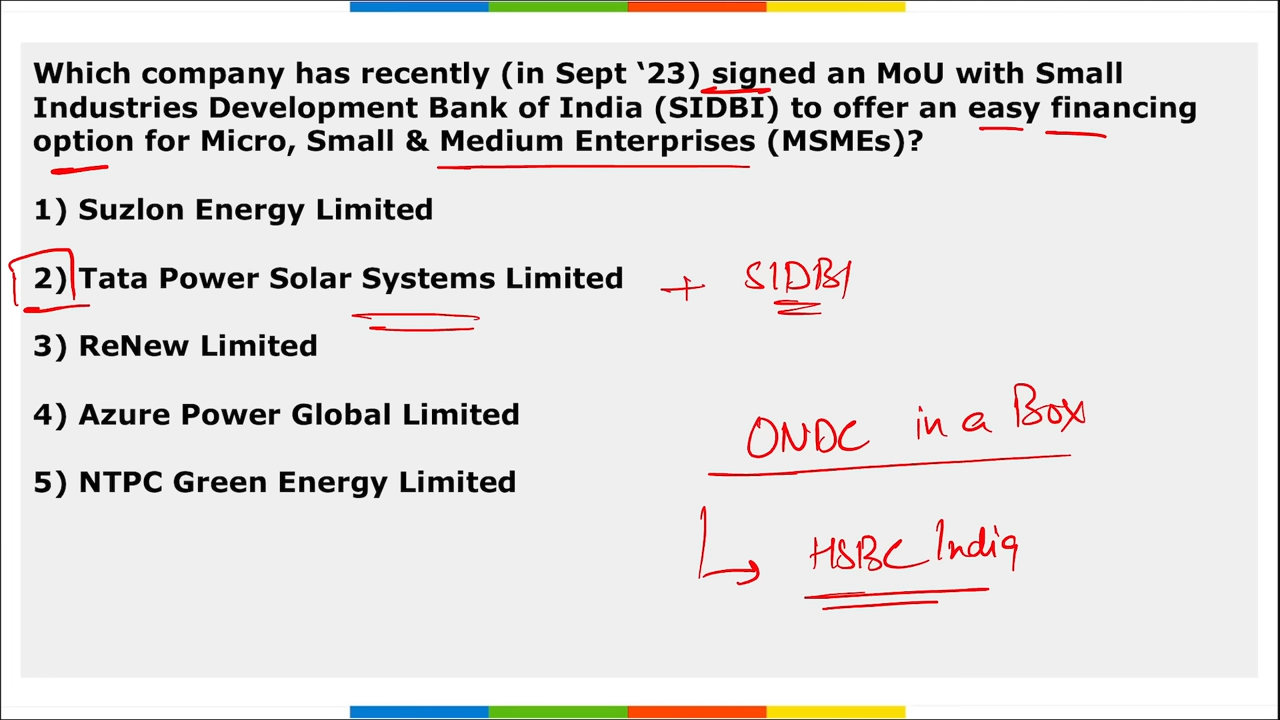 Which company has recently (in Sept ‘23) signed an MoU with Small
Industries Development Bank of India (SIDBI) to offer an easy financing
option for Micro, Small & Medium Enterprises (MSMEs)?
1) Suzlon Energy Limited
2) Tata Power Solar Systems Limited + SIDBI
3) ReNew Limited
4) Azure Power Global Limited
ONDC in a Box
5) NTPC Green Energy Limited
HSBC India